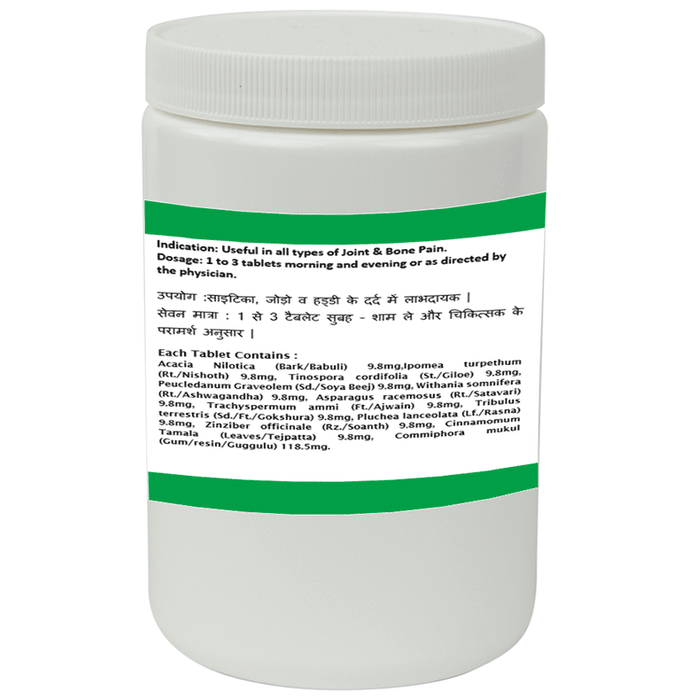 Indication: Useful in all types of Joint & Bone Pain.
Dosage: 1 to 3 tablets morning and evening or as directed by
the physician.
उपयोग :साइटिका, जोड़ो व हड्डी के दर्द में लाभदायक |
सेवन मात्रा : 1 से 3 टैबलेट सुबह - शाम ले और चिकित्सक के
परामर्श अनुसार |
Each Tablet Contains :
Acacia Nilotica (Bark/Babuli) 9.8mg,Ipomea turpethum
(Rt./Nishoth) 9.8mg, Tinospora cordifolia (St./Giloe) 9.8mg,
Peucledanum Graveolem (Sd./Soya Beej) 9.8mg, Withania somnifera
(Rt./Ashwagandha) 9.8mg, Asparagus racemosus (Rt./Satavari)
9.8mg, Trachyspermum ammi (Ft./Ajwain) 9.8mg, Tribulus
terrestris (Sd./Ft./Gokshura) 9.8mg, Pluchea lanceolata (Lf./Rasna)
9.8mg, Zinziber officinale (Rz./Soanth) 9.8mg, Cinnamomum
Tamala (Leaves/Tejpatta) 9.8mg, Commiphora mukul
(Gum/resin/Guggulu) 118.5mg.